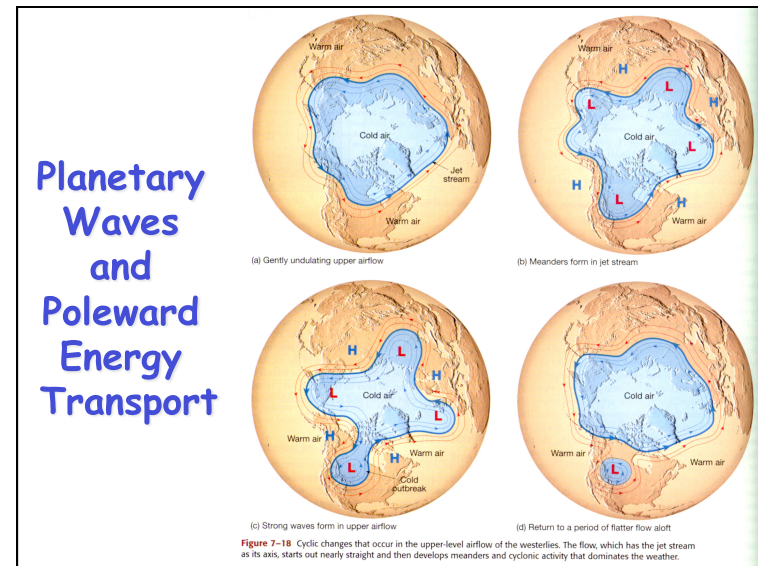 Planetary
Waves
and
Poleward
Energy
Transport
Warm air
Cold air
Jet
stream
Warm air
(a) Gently undulating upper airflow
Warm air
H
L
L
H
Cold air
L
H
L
H
Warm air
(b) Meanders form in jet stream
H
L
H
L
Cold air
L
Warm air
H
H
Warm air
L
Cold
outbreak
(c) Strong waves form in upper airflow
Cold air
Warm air
L
Warm air
(d) Return to a period of flatter flow aloft
Figure 7–18 Cyclic changes that occur in the upper-level airflow of the westerlies. The flow, which has the jet stream
as its axis, starts out nearly straight and then develops meanders and cyclonic activity that dominates the weather.